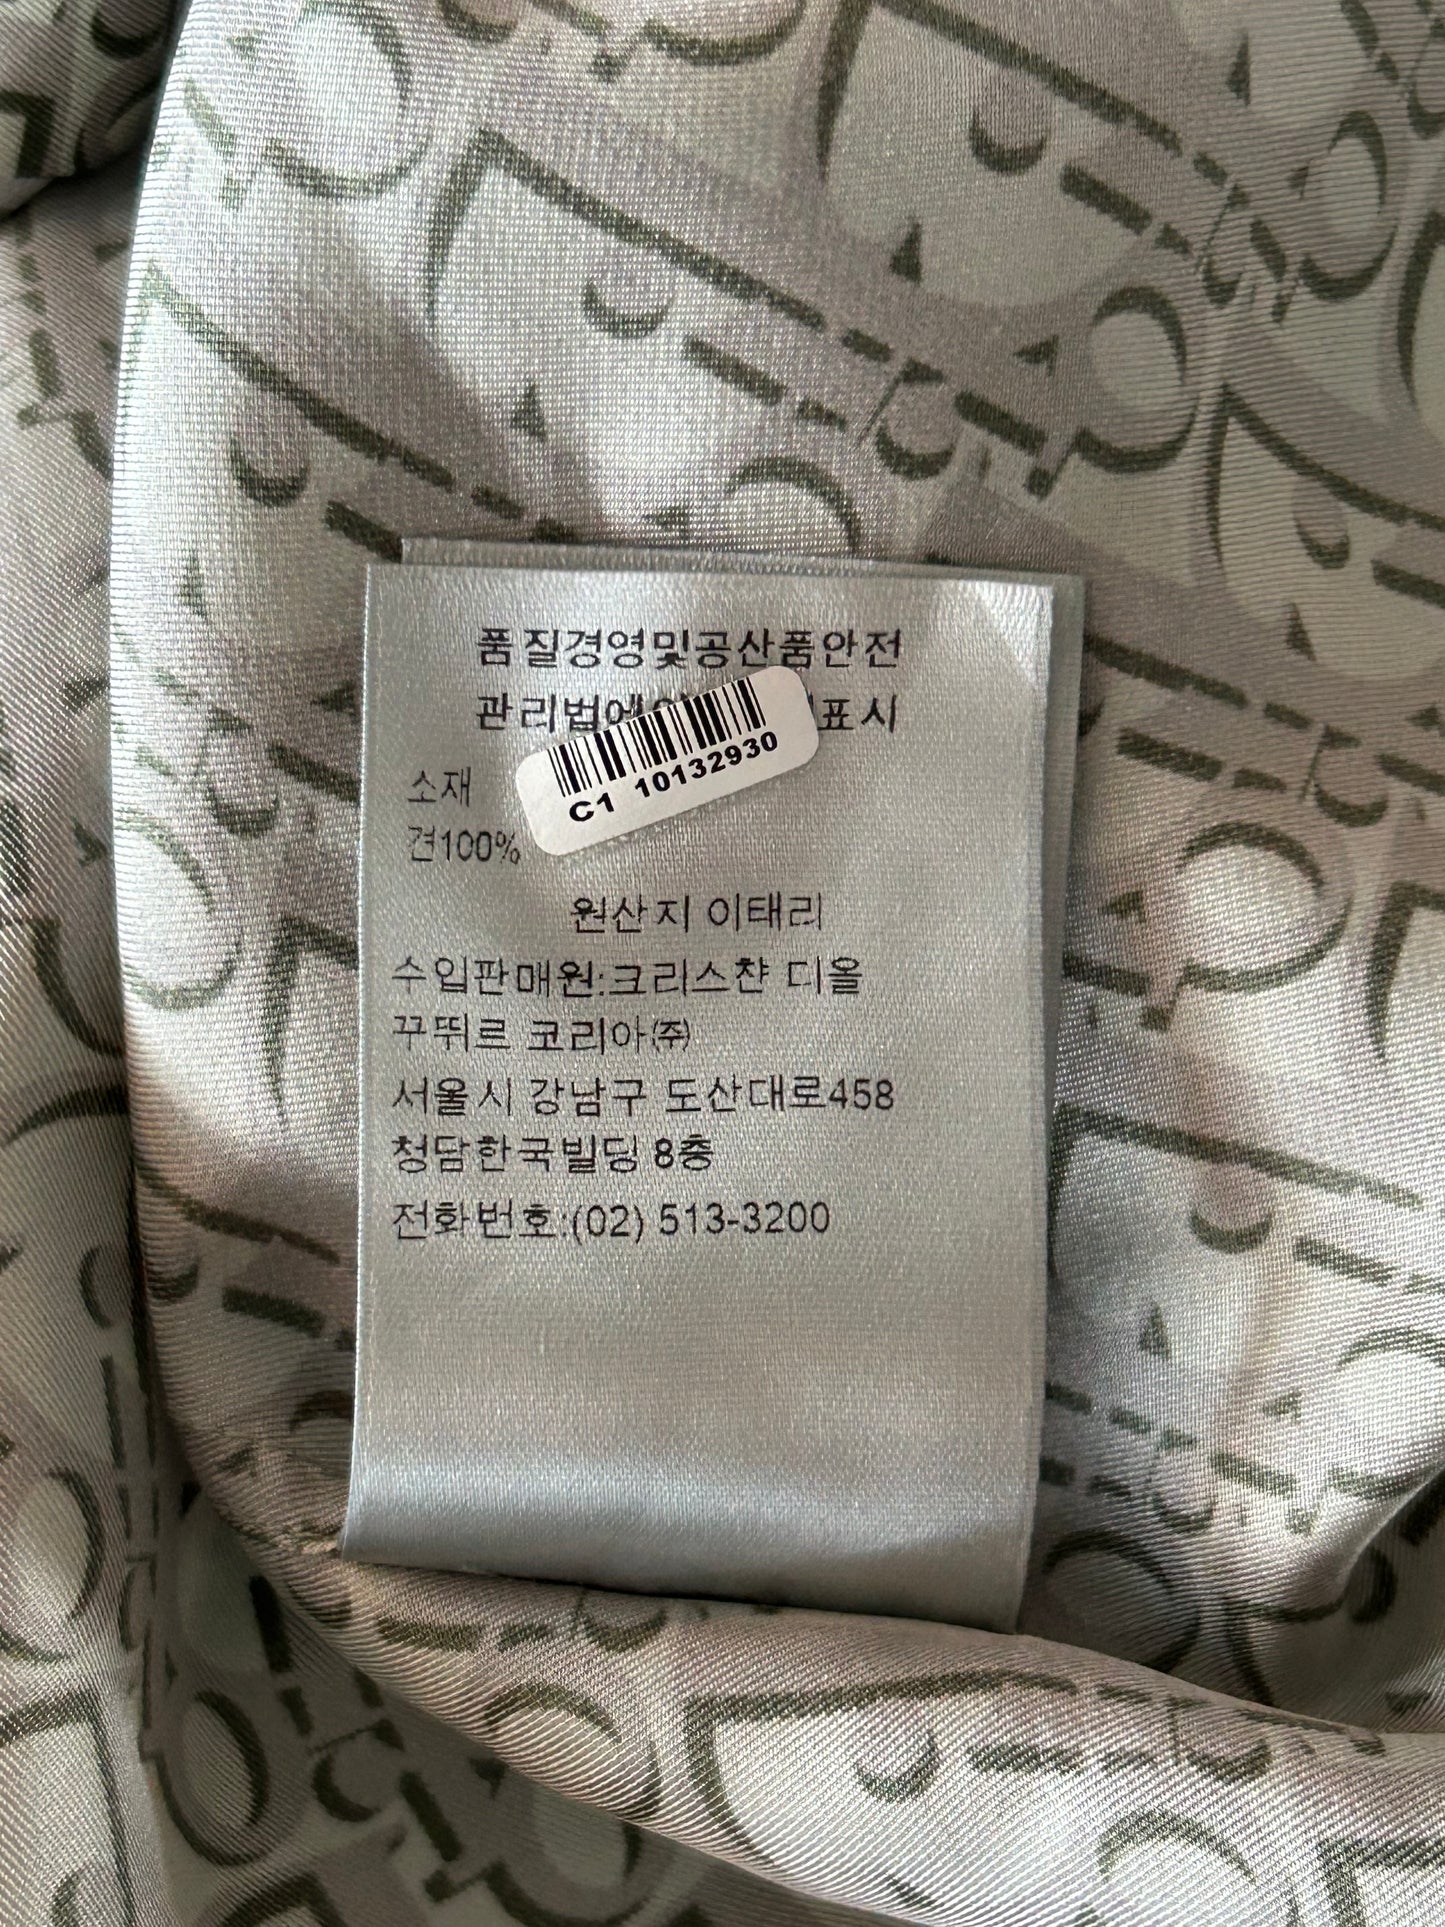 품질경영및공산품안전
관리법에 표시
C1 10132930
소재
견100%
원산지 이태리
수입판매원:크리스챤 디올
꾸뛰르 코리아㈜
서울시 강남구 도산대로458
청담한국빌딩 8층
전화번호:(02) 513-3200